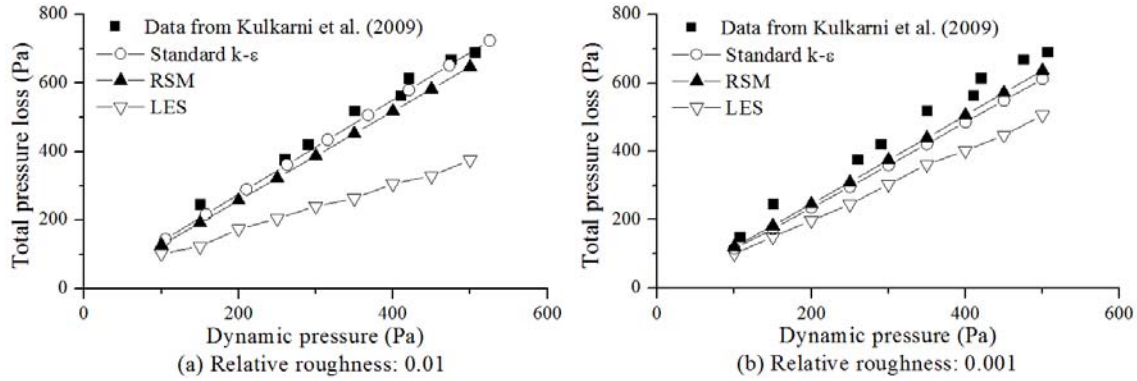 Total pressure loss (Pa)
800
600
400
200
0
Data from Kulkarni et al. (2009)
Standard k-ε
RSM
LES
0 200 400 600
Dynamic pressure (Pa)
(a) Relative roughness: 0.01
Total pressure loss (Pa)
800
600
400
200
0
Data from Kulkarni et al. (2009)
Standard k-ε
RSM
LES
0 200 400 600
Dynamic pressure (Pa)
(b) Relative roughness: 0.001